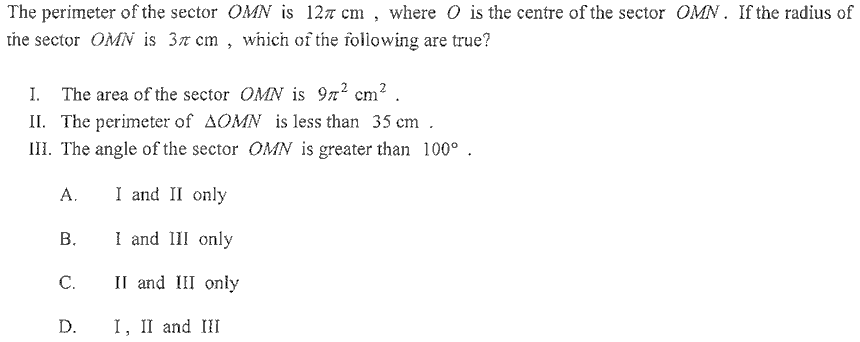 The perimeter of the sector OMN is 12π cm , where O is the centre of the sector OMN . If the radius of
the sector OMN is 3π cm , which of the following are true?
I. The area of the sector OMN is 9π² cm² .
II. The perimeter of ΔOMN is less than 35 cm .
III. The angle of the sector OMN is greater than 100° .
A. I and II only
B. I and III only
C. II and III only
D. I , II and III